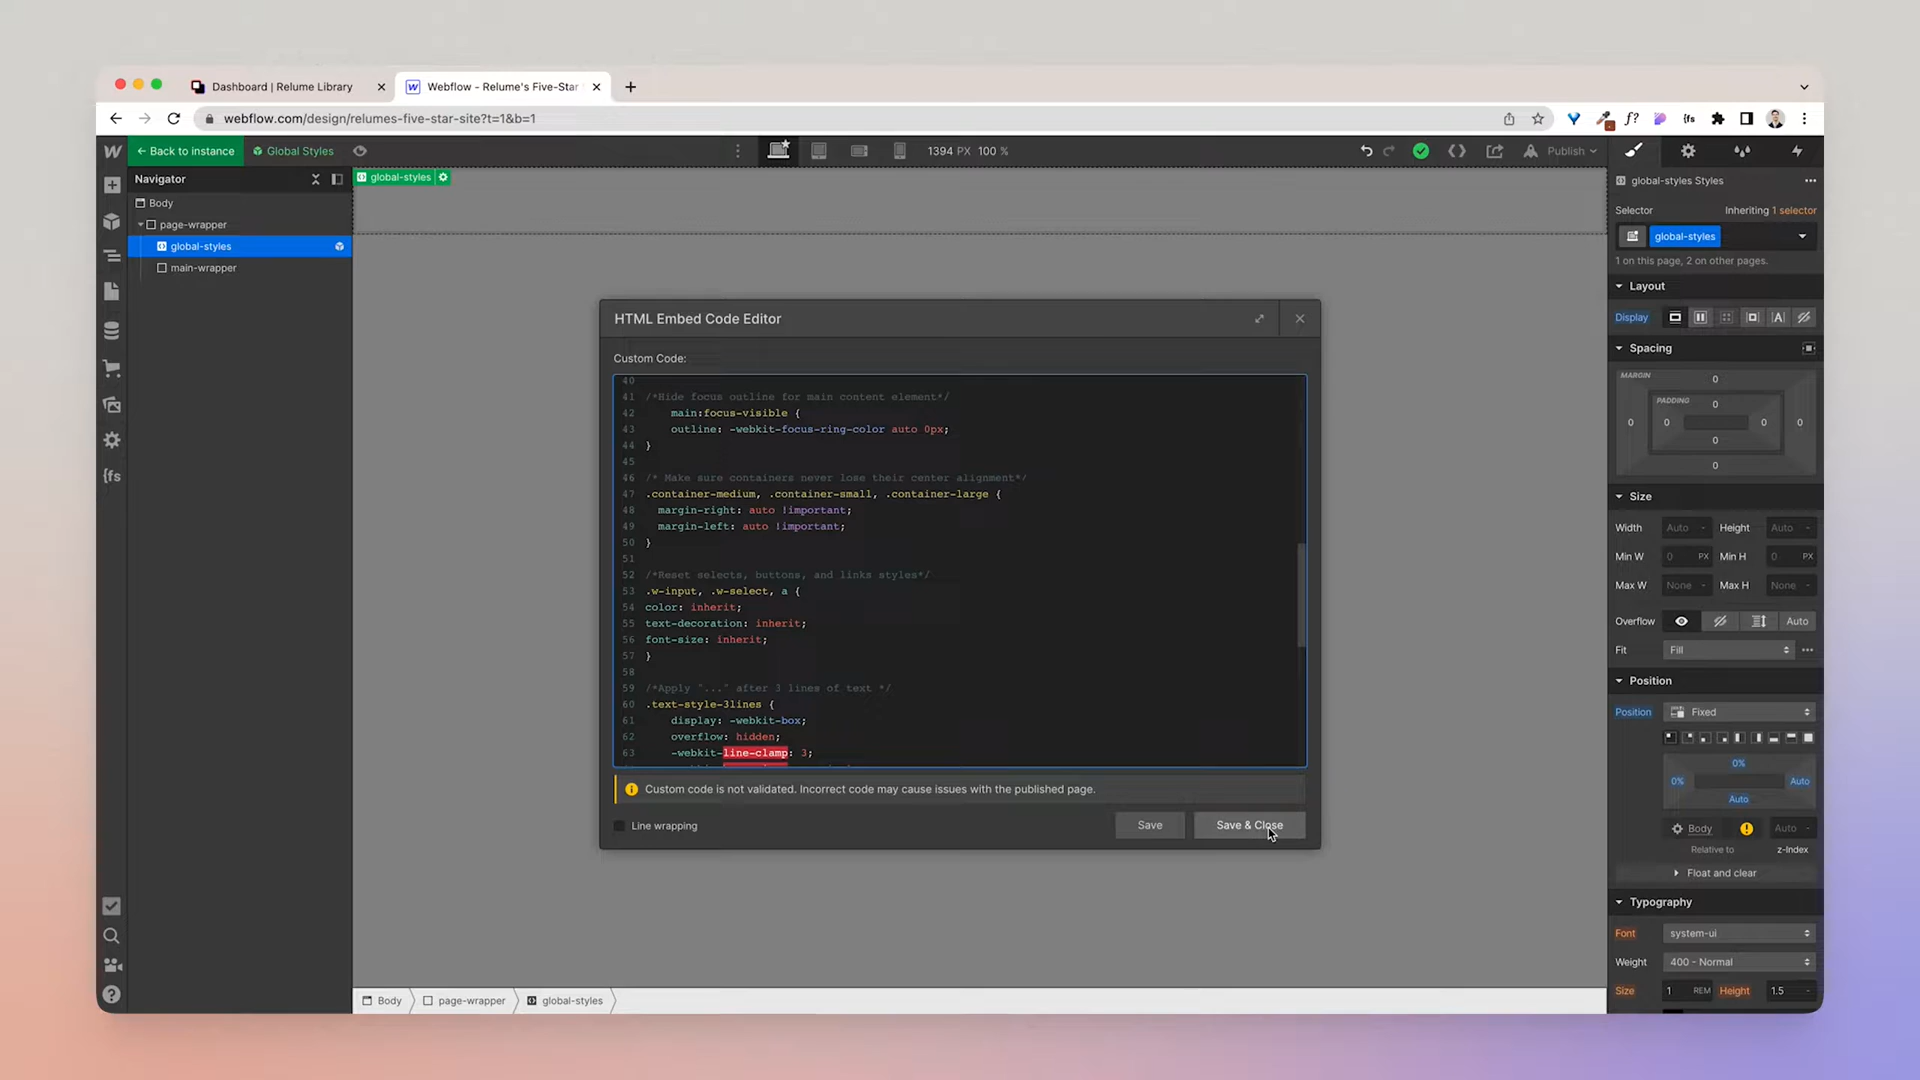 Dashboard | Relume Library
Webflow - Relume's Five-Star
webflow.com/design/relumes-five-star-site?t=1&b=1
Back to instance
Global Styles
1394 PX 100 %
Publish
Navigator
Body
page-wrapper
global-styles
main-wrapper
global-styles
HTML Embed Code Editor
Custom Code:
40
41 /*Hide focus outline for main content element*/
42 main:focus-visible {
43 outline: -webkit-focus-ring-color auto 0px;
44 }
45
46 /* Make sure containers never lose their center alignment*/
47 .container-medium, .container-small, .container-large {
48 margin-right: auto !important;
49 margin-left: auto !important;
50 }
51
52 /*Reset selects, buttons, and links styles*/
53 .w-input, .w-select, a {
54 color: inherit;
55 text-decoration: inherit;
56 font-size: inherit;
57 }
58
59 /*Apply "..." after 3 lines of text */
60 .text-style-3lines {
61 display: -webkit-box;
62 overflow: hidden;
63 -webkit-line-clamp: 3;
Custom code is not validated. Incorrect code may cause issues with the published page.
Line wrapping
Save
Save & Close
Body
page-wrapper
global-styles
global-styles Styles
Selector
Inheriting 1 selector
global-styles
1 on this page, 2 on other pages.
Layout
Display
Spacing
MARGIN
0
PADDING
0
0 0 0 0
0
0
Size
Width Auto - Height Auto -
Min W 0 PX Min H 0 PX
Max W None - Max H None -
Overflow Auto
Fit Fill
Position
Position Fixed
0%
0% Auto
Auto
Body Auto -
Relative to z-Index
Float and clear
Typography
Font system-ui
Weight 400 - Normal
Size 1 REM Height 1.5 -